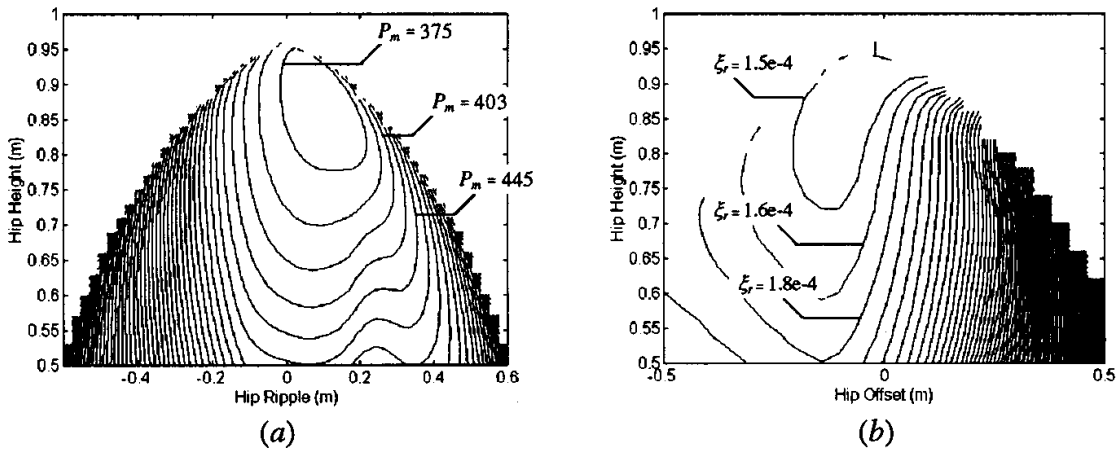 1
0.95
0.9
0.85
0.8
0.75
0.7
0.65
0.6
0.55
0.5
Hip Height (m)
P_m = 375
P_m = 403
P_m = 445
-0.4
-0.2
0
0.2
0.4
0.6
Hip Ripple (m)
(a)
1
0.95
0.9
0.85
0.8
0.75
0.7
0.65
0.6
0.55
0.5
Hip Height (m)
ξ_r = 1.5e-4
ξ_r = 1.6e-4
ξ_r = 1.8e-4
-0.5
0
0.5
Hip Offset (m)
(b)